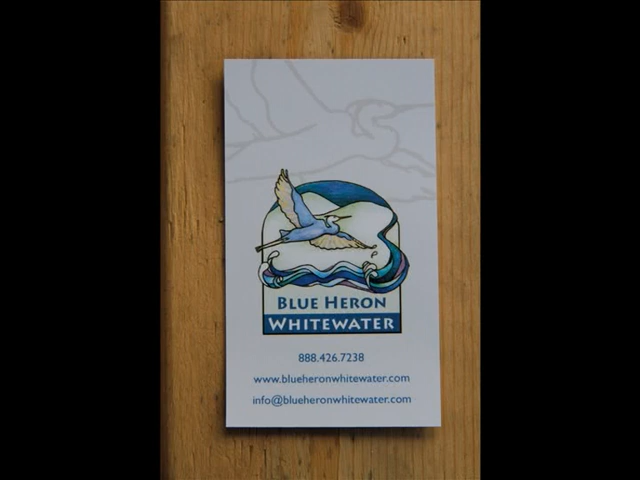 BLUE HERON
WHITEWATER
888.426.7238
www.blueheronwhitewater.com
info@blueheronwhitewater.com